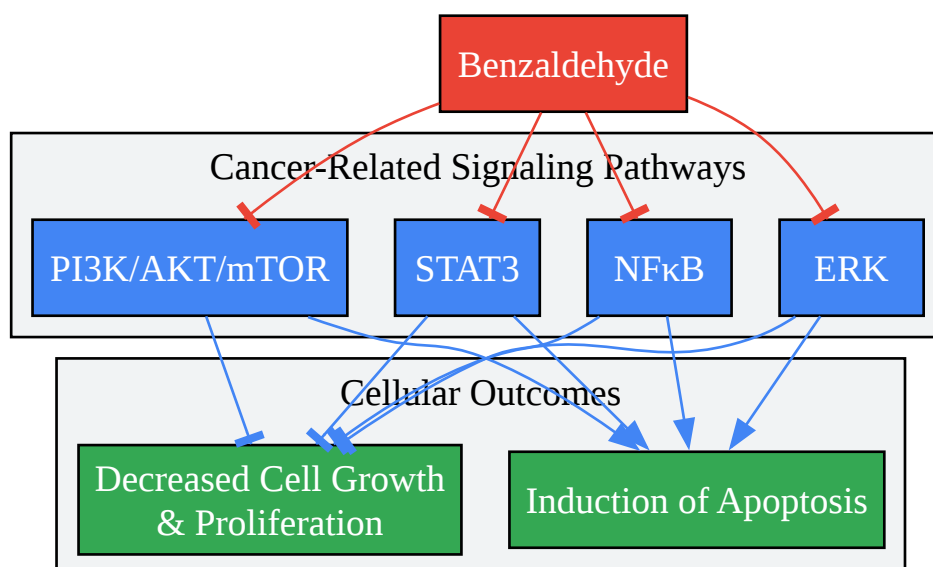 Benzaldehyde
Cancer-Related Signaling Pathways
PI3K/AKT/mTOR
STAT3
NFκB
ERK
Cellular Outcomes
Decreased Cell Growth
& Proliferation
Induction of Apoptosis